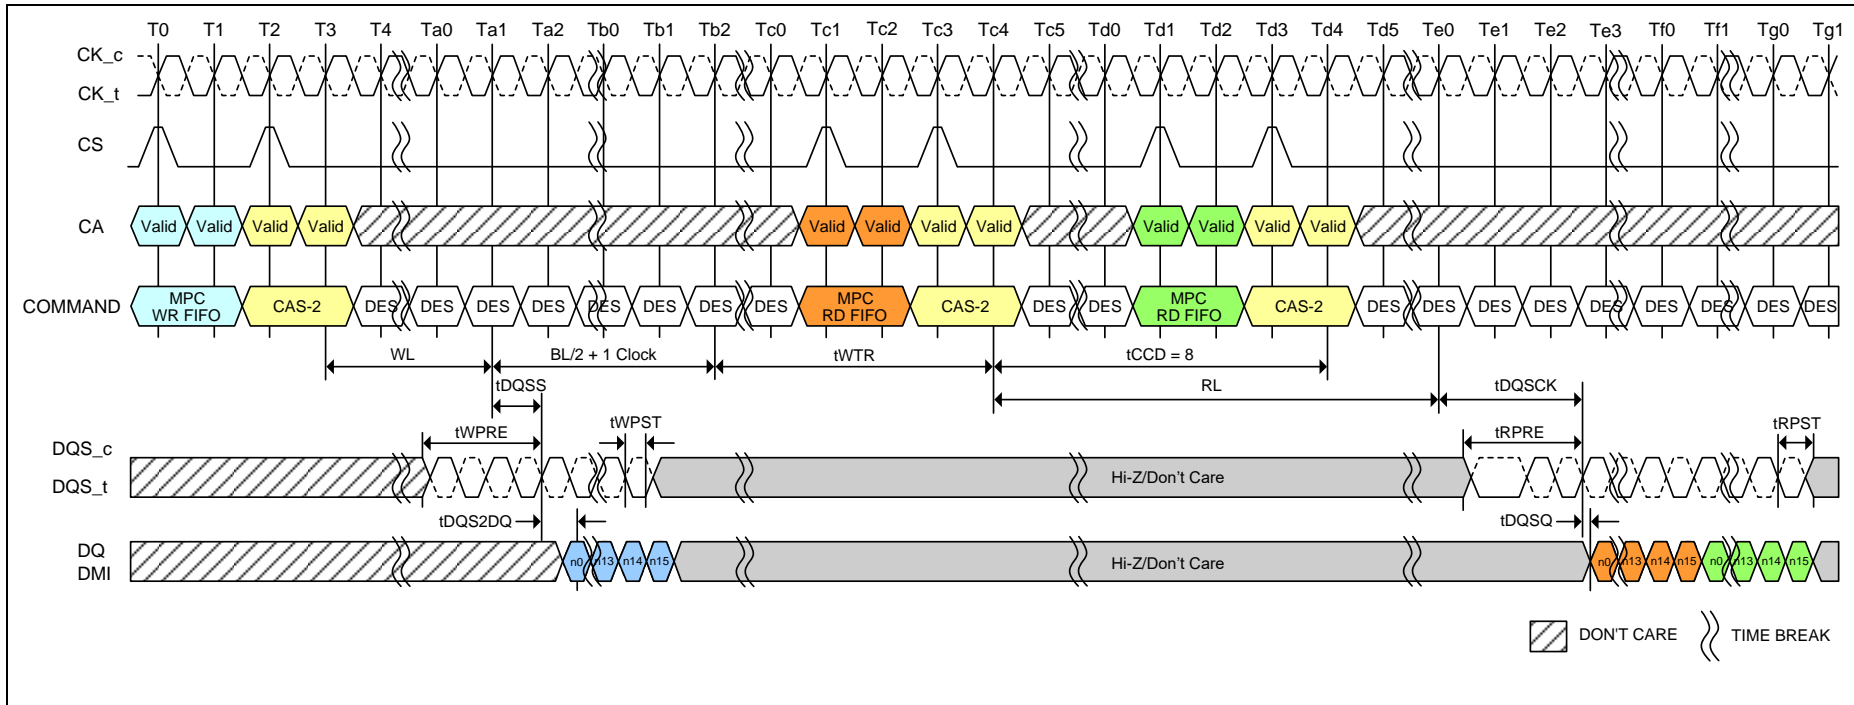 T0 T1 T2 T3 T4 Ta0 Ta1 Ta2 Tb0 Tb1 Tb2 Tc0 Tc1 Tc2 Tc3 Tc4 Tc5 Td0 Td1 Td2 Td3 Td4 Td5 Te0 Te1 Te2 Te3 Tf0 Tf1 Tg0 Tg1
CK_c
CK_t
CS
CA Valid Valid Valid Valid Valid Valid Valid Valid Valid Valid Valid Valid
COMMAND MPC WR FIFO CAS-2 DES DES DES DES DES DES DES DES MPC RD FIFO CAS-2 DES DES MPC RD FIFO CAS-2 DES DES DES DES DES DES DES DES DES
WL BL/2 + 1 Clock tWTR tCCD = 8
tDQSS RL tDQSCK
tWPRE tWPST tRPRE tRPST
DQS_c
DQS_t Hi-Z/Don't Care
tDQS2DQ tDQSQ
DQ
DMI n0 n13 n14 n15 Hi-Z/Don't Care n0 n13 n14 n15 n0 n13 n14 n15
DON'T CARE TIME BREAK